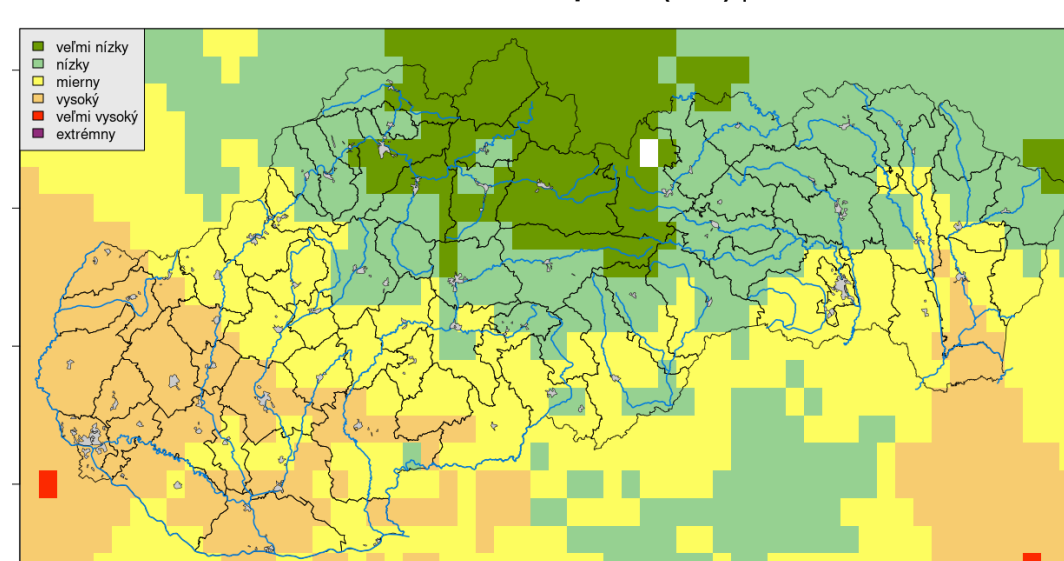 veľmi nízky
nízky
mierny
vysoký
veľmi vysoký
extrémny